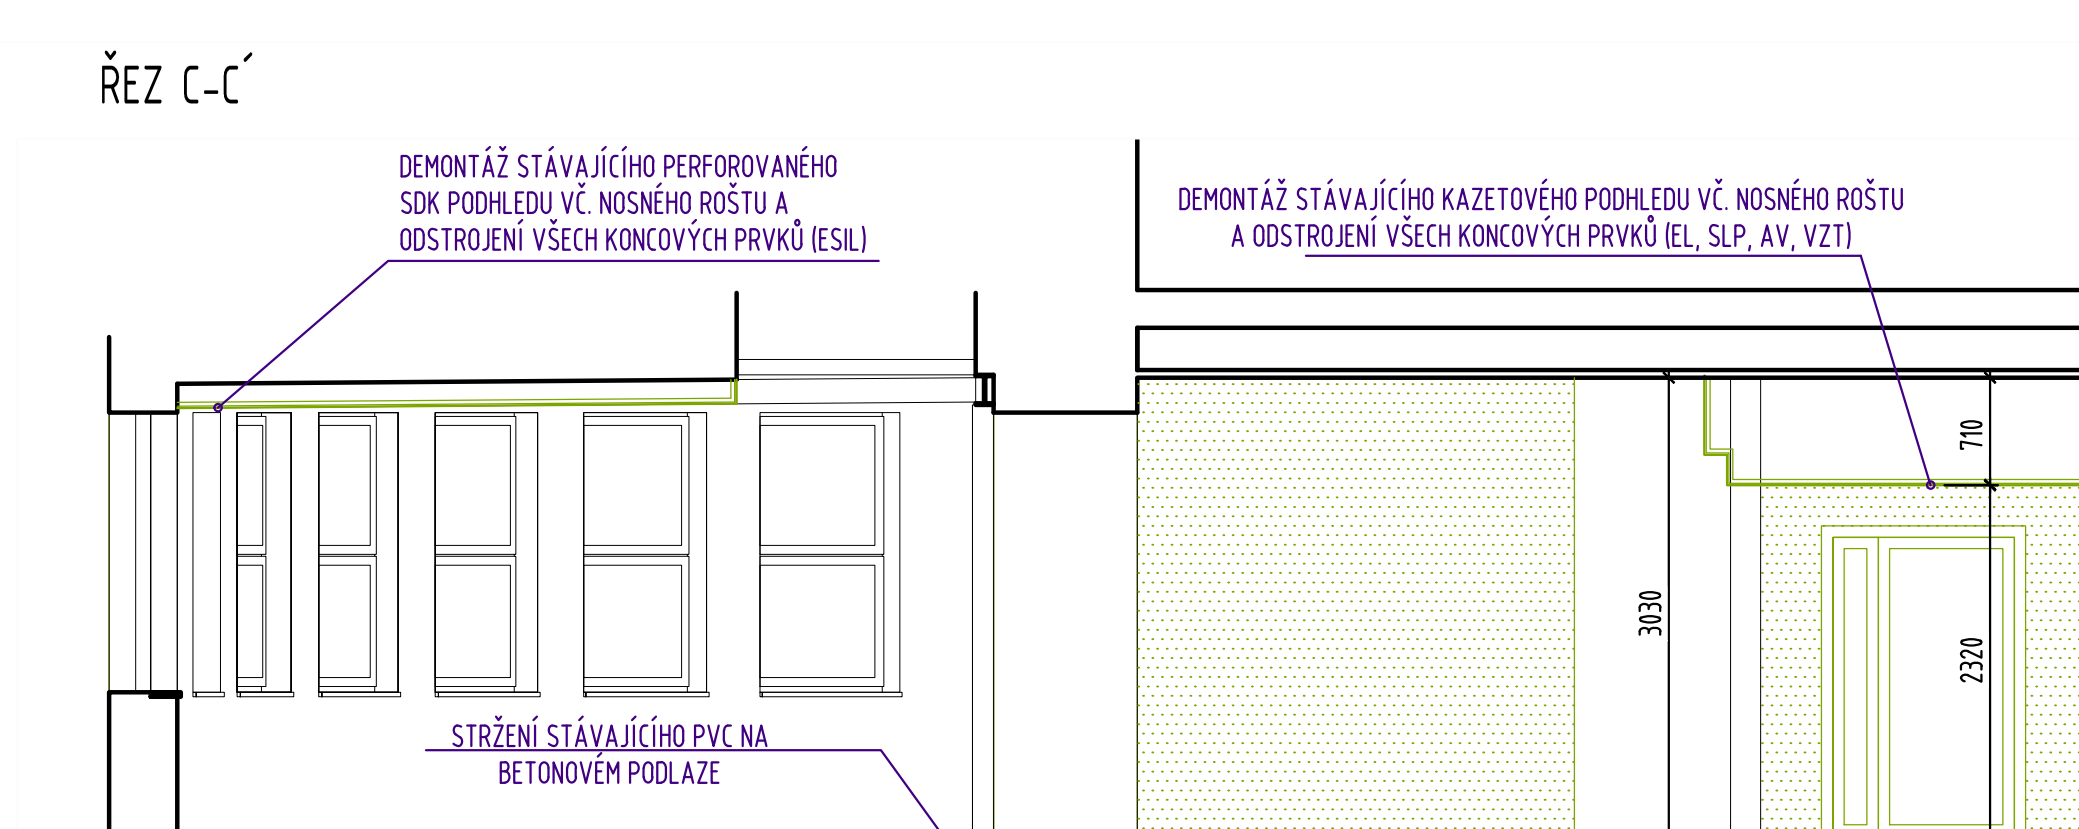 ŘEZ C-C´
DEMONTÁŽ STÁVAJÍCÍHO PERFOROVANÉHO
SDK PODHLEDU VČ. NOSNÉHO ROŠTU A
ODSTROJENÍ VŠECH KONCOVÝCH PRVKŮ (ESIL)
DEMONTÁŽ STÁVAJÍCÍHO KAZETOVÉHO PODHLEDU VČ. NOSNÉHO ROŠTU
A ODSTROJENÍ VŠECH KONCOVÝCH PRVKŮ (EL, SLP, AV, VZT)
710
3030
2320
STRŽENÍ STÁVAJÍCÍHO PVC NA
BETONOVÉM PODLAZE